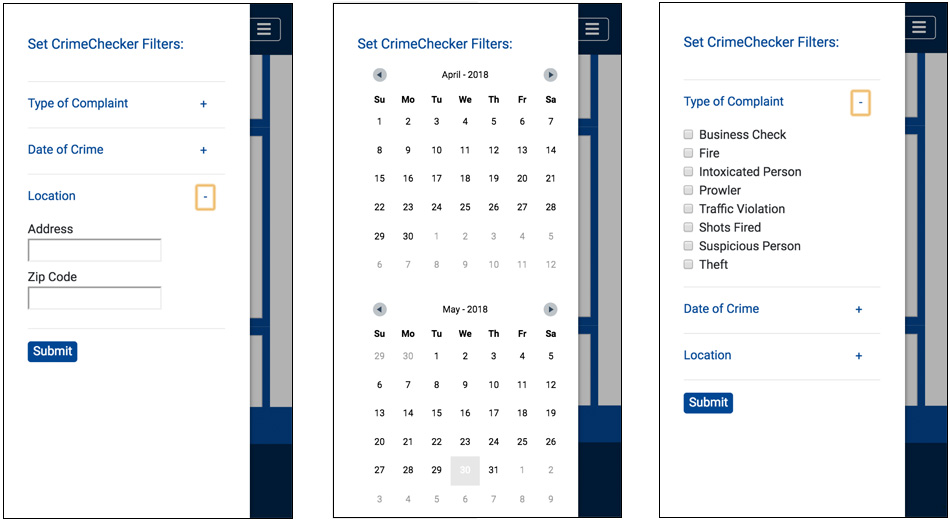 Set CrimeChecker Filters:
Type of Complaint +
Date of Crime +
Location -
Address
Zip Code
Submit
Set CrimeChecker Filters:
April - 2018
Su Mo Tu We Th Fr Sa
1 2 3 4 5 6 7
8 9 10 11 12 13 14
15 16 17 18 19 20 21
22 23 24 25 26 27 28
29 30 1 2 3 4 5
6 7 8 9 10 11 12
May - 2018
Su Mo Tu We Th Fr Sa
29 30 1 2 3 4 5
6 7 8 9 10 11 12
13 14 15 16 17 18 19
20 21 22 23 24 25 26
27 28 29 30 31 1 2
3 4 5 6 7 8 9
Set CrimeChecker Filters:
Type of Complaint -
Business Check
Fire
Intoxicated Person
Prowler
Traffic Violation
Shots Fired
Suspicious Person
Theft
Date of Crime +
Location +
Submit